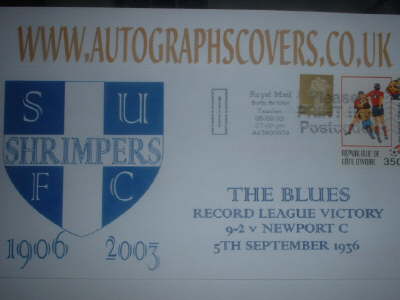 WWW.AUTOGRAPHSCOVERS.CO.UK
S U
SHRIMPERS
F C
1906 2003
Royal Mail
REPUBLIQUE DE
COTE D'IVOIRE
350
THE BLUES
RECORD LEAGUE VICTORY
9-2 v NEWPORT C
5TH SEPTEMBER 1936